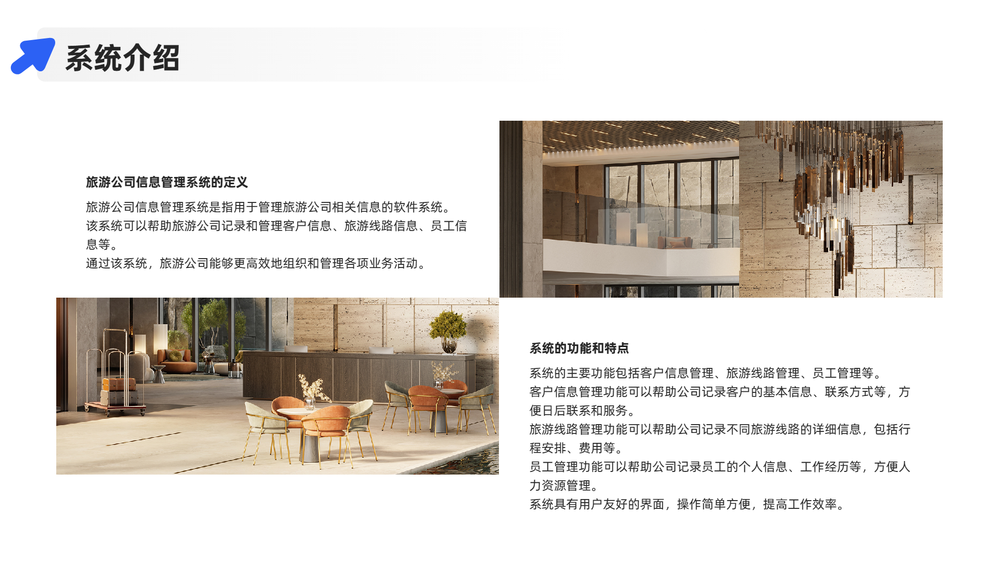 系统介绍
旅游公司信息管理系统的定义
旅游公司信息管理系统是指用于管理旅游公司相关信息的软件系统。
该系统可以帮助旅游公司记录和管理客户信息、旅游线路信息、员工信
息等。
通过该系统，旅游公司能够更高效地组织和管理各项业务活动。
系统的功能和特点
系统的主要功能包括客户信息管理、旅游线路管理、员工管理等。
客户信息管理功能可以帮助公司记录客户的基本信息、联系方式等，方
便日后联系和服务。
旅游线路管理功能可以帮助公司记录不同旅游线路的详细信息，包括行
程安排、费用等。
员工管理功能可以帮助公司记录员工的个人信息、工作经历等，方便人
力资源管理。
系统具有用户友好的界面，操作简单方便，提高工作效率。